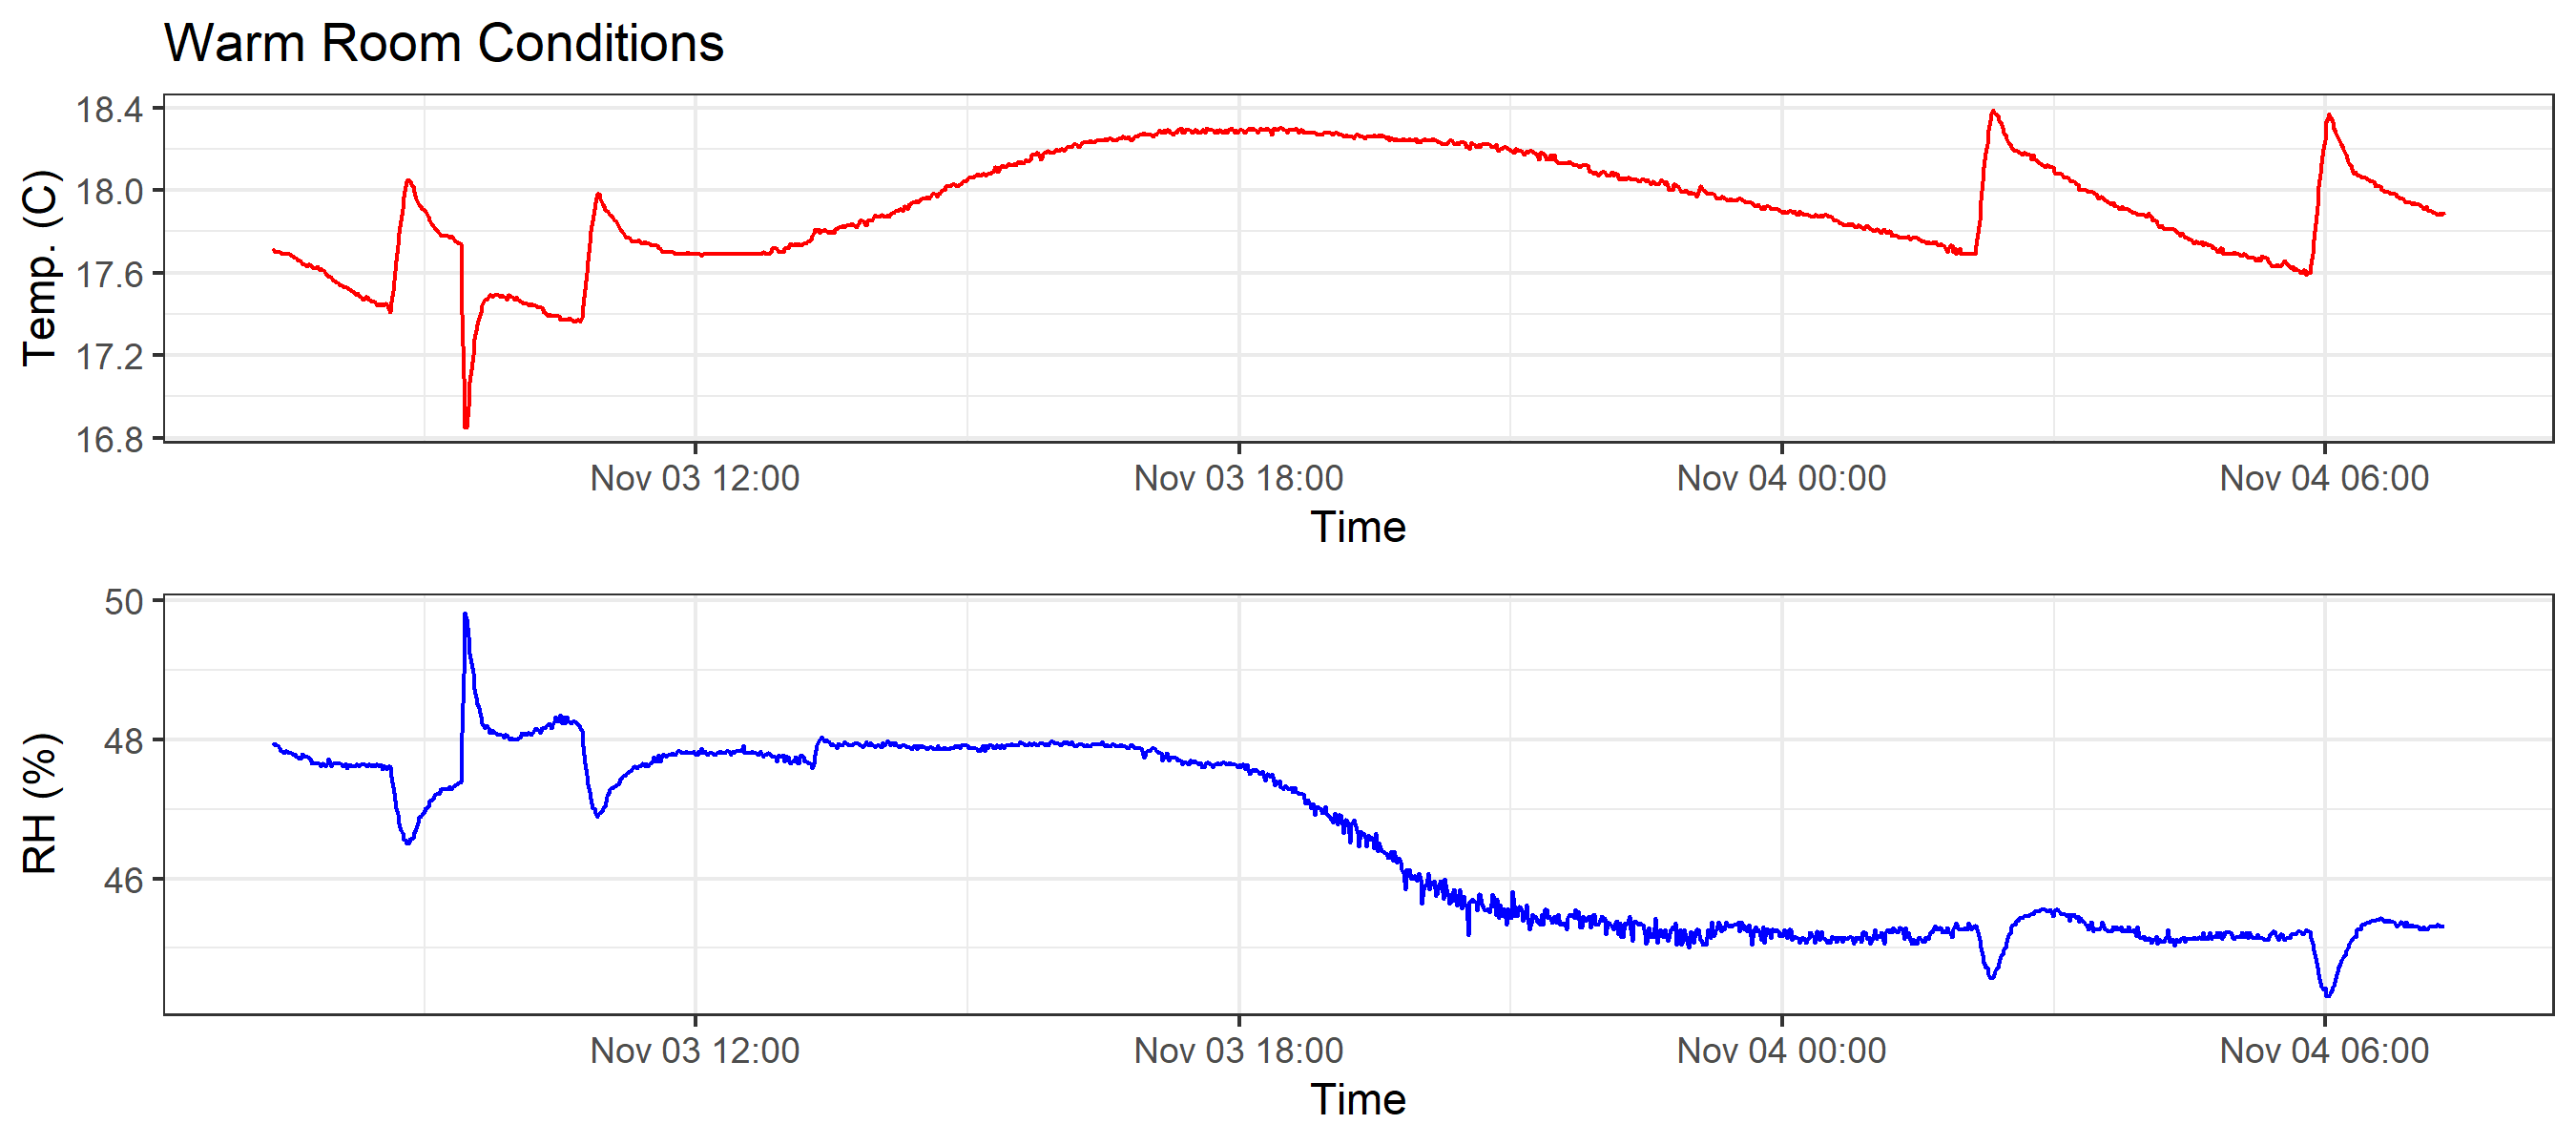 Warm Room Conditions
18.4
18.0
17.6
17.2
16.8
Temp. (C)
Nov 03 12:00 Nov 03 18:00 Nov 04 00:00 Nov 04 06:00
Time
50
48
46
RH (%)
Nov 03 12:00 Nov 03 18:00 Nov 04 00:00 Nov 04 06:00
Time